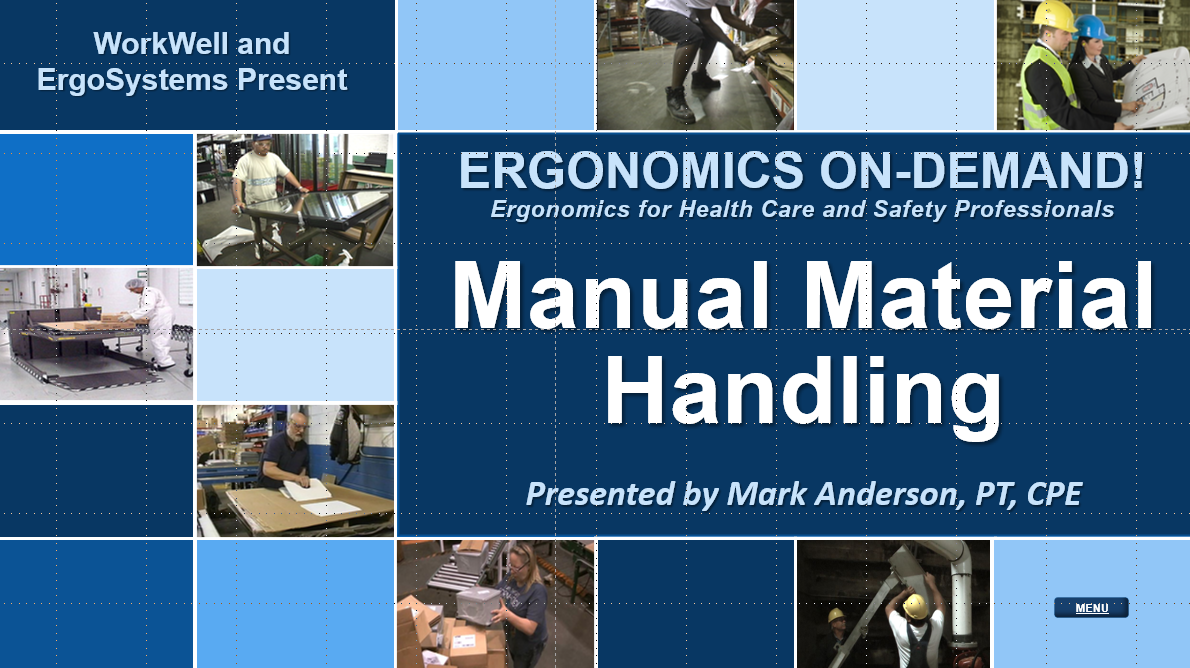 WorkWell and
ErgoSystems Present
ERGONOMICS ON-DEMAND!
Ergonomics for Health Care and Safety Professionals
Manual Material
Handling
Presented by Mark Anderson, PT, CPE
MENU